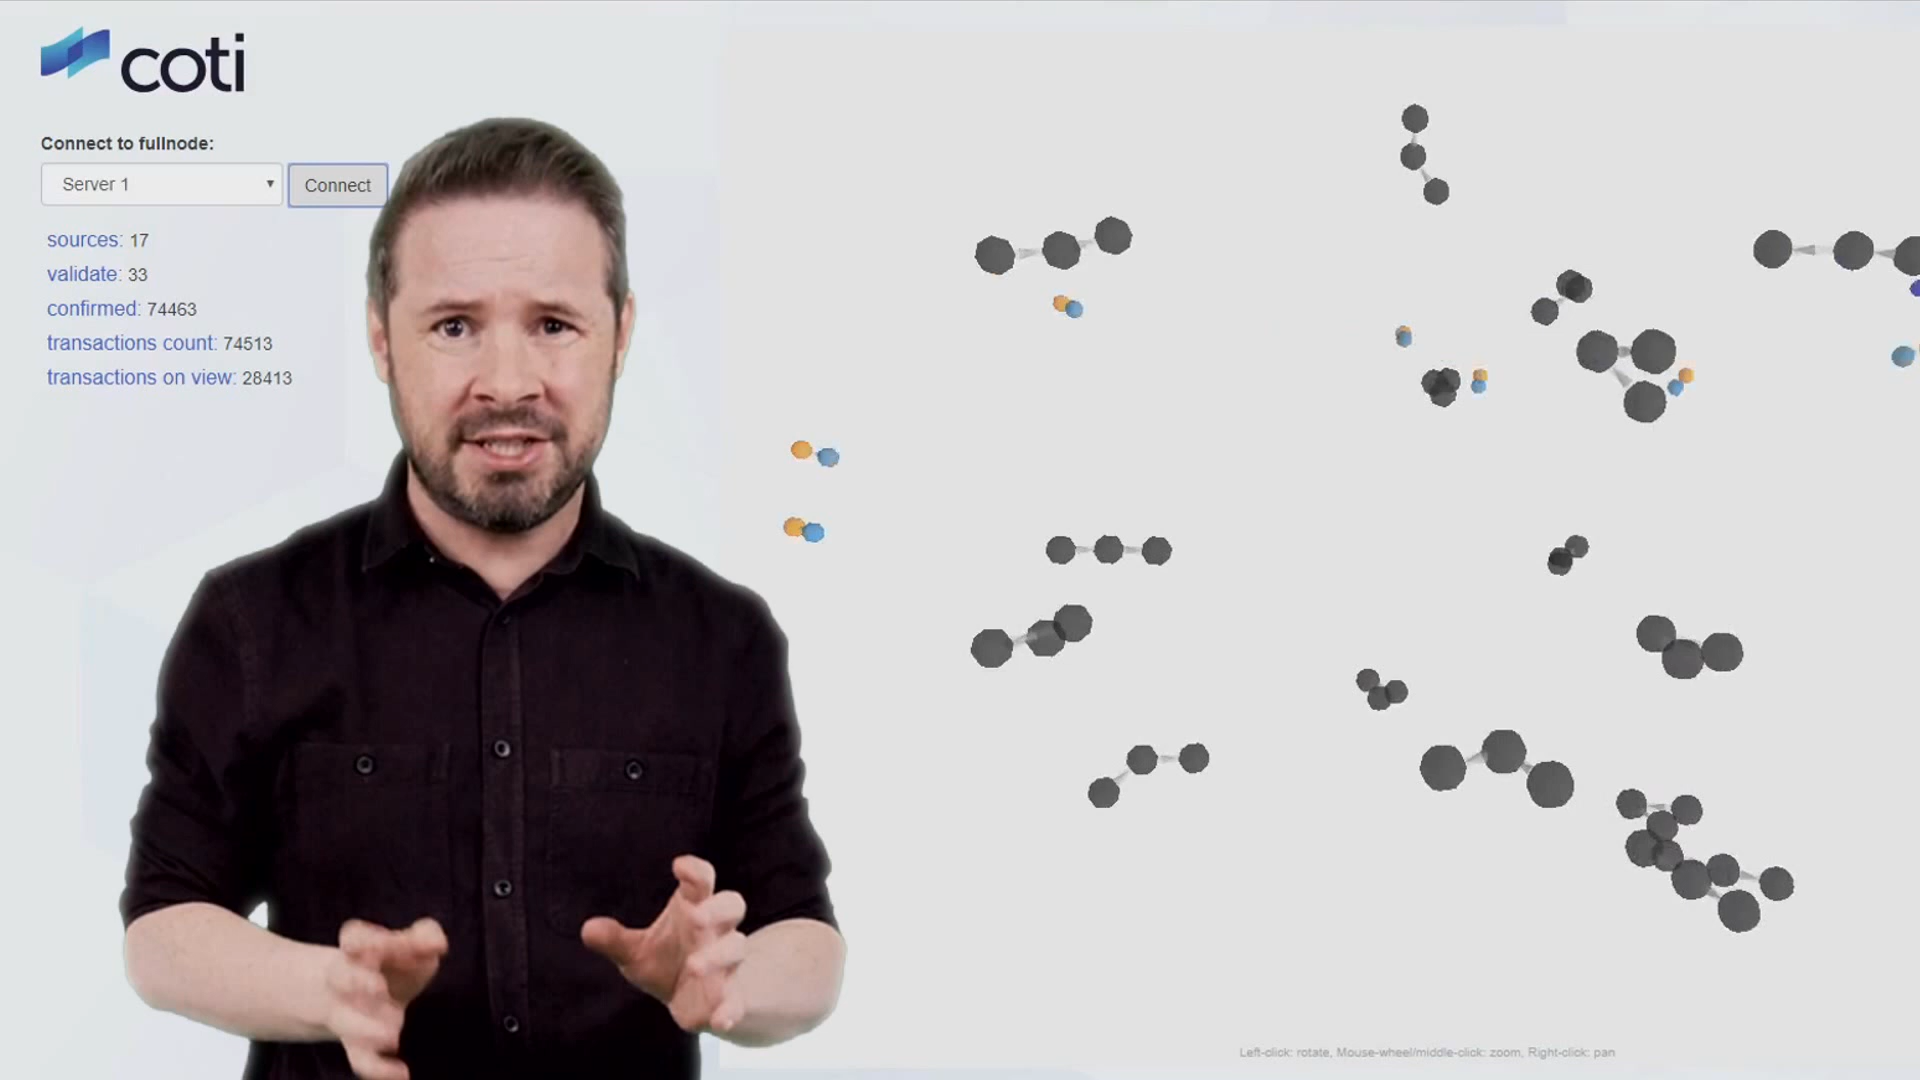 coti
Connect to fullnode:
Server 1
Connect
sources: 17
validate: 33
confirmed: 74463
transactions count: 74513
transactions on view: 28413
Left-click: rotate, Mouse-wheel/middle-click: zoom, Right-click: pan